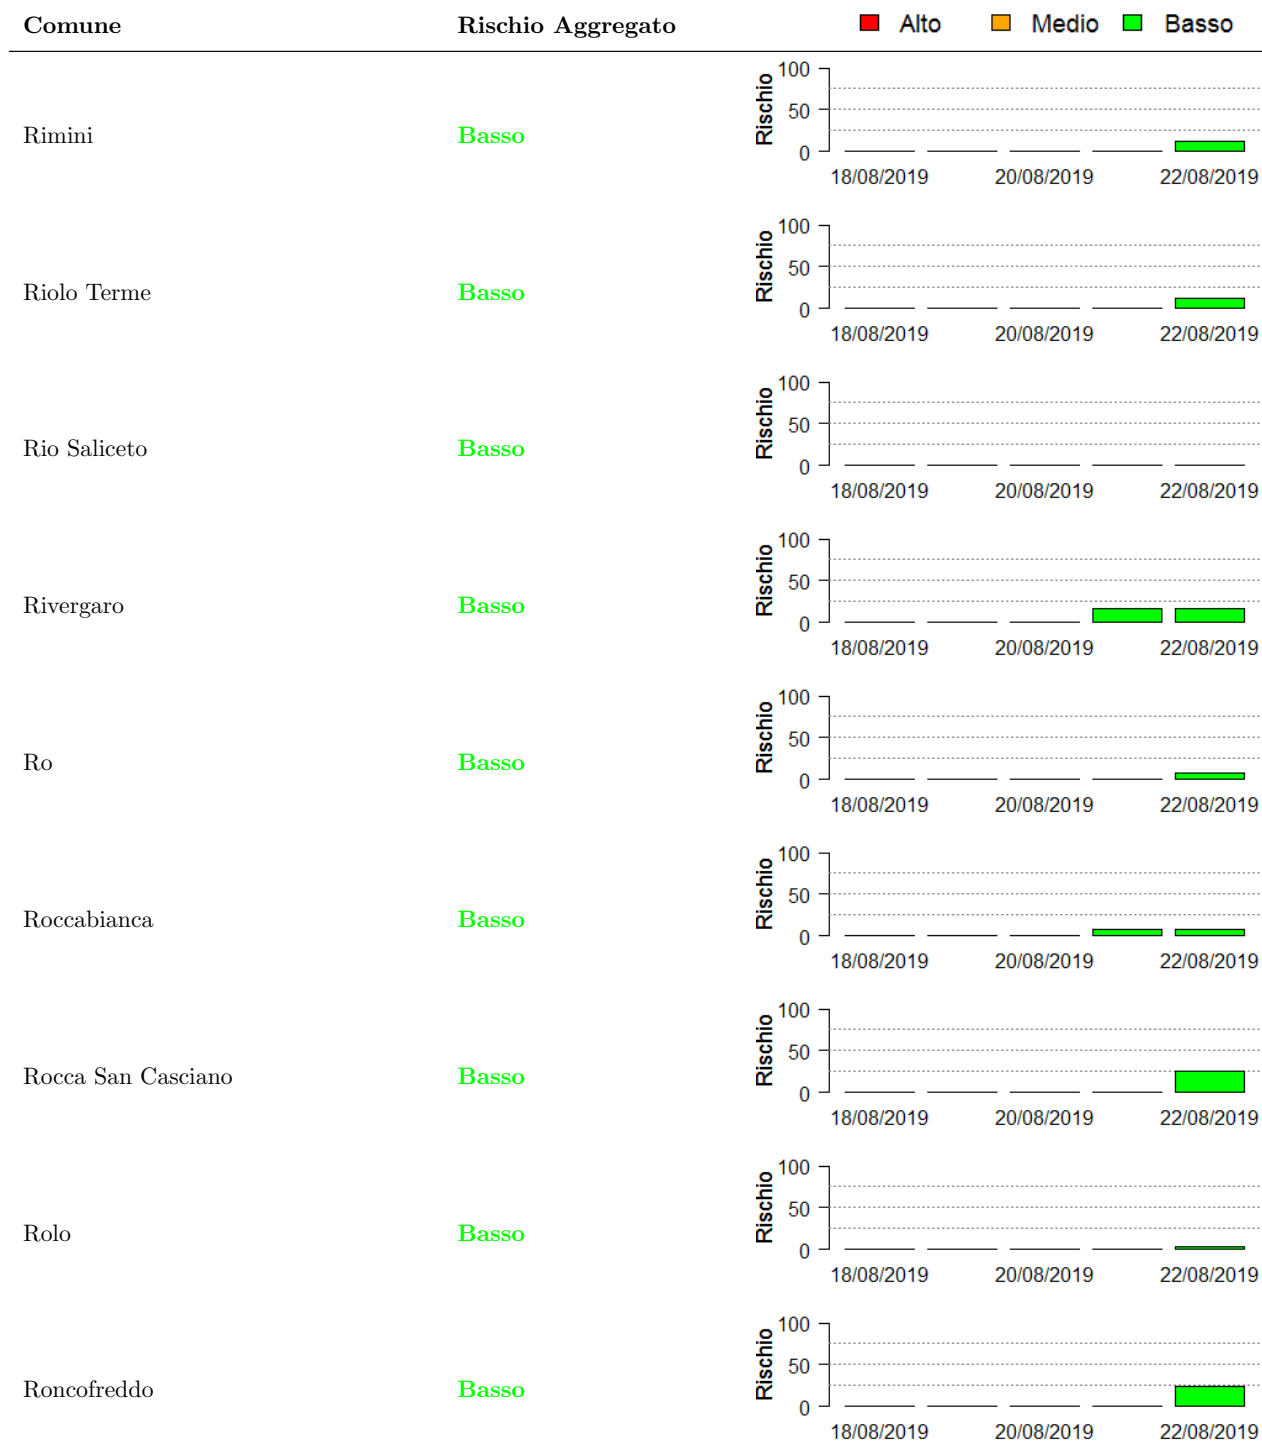 Comune Rischio Aggregato Alto Medio Basso
100
50
0
Rischio
Rimini Basso
18/08/2019 20/08/2019 22/08/2019
100
50
0
Rischio
Riolo Terme Basso
18/08/2019 20/08/2019 22/08/2019
100
50
0
Rischio
Rio Saliceto Basso
18/08/2019 20/08/2019 22/08/2019
100
50
0
Rischio
Rivergaro Basso
18/08/2019 20/08/2019 22/08/2019
100
50
0
Rischio
Ro Basso
18/08/2019 20/08/2019 22/08/2019
100
50
0
Rischio
Roccabianca Basso
18/08/2019 20/08/2019 22/08/2019
100
50
0
Rischio
Rocca San Casciano Basso
18/08/2019 20/08/2019 22/08/2019
100
50
0
Rischio
Rolo Basso
18/08/2019 20/08/2019 22/08/2019
100
50
0
Rischio
Roncofreddo Basso
18/08/2019 20/08/2019 22/08/2019